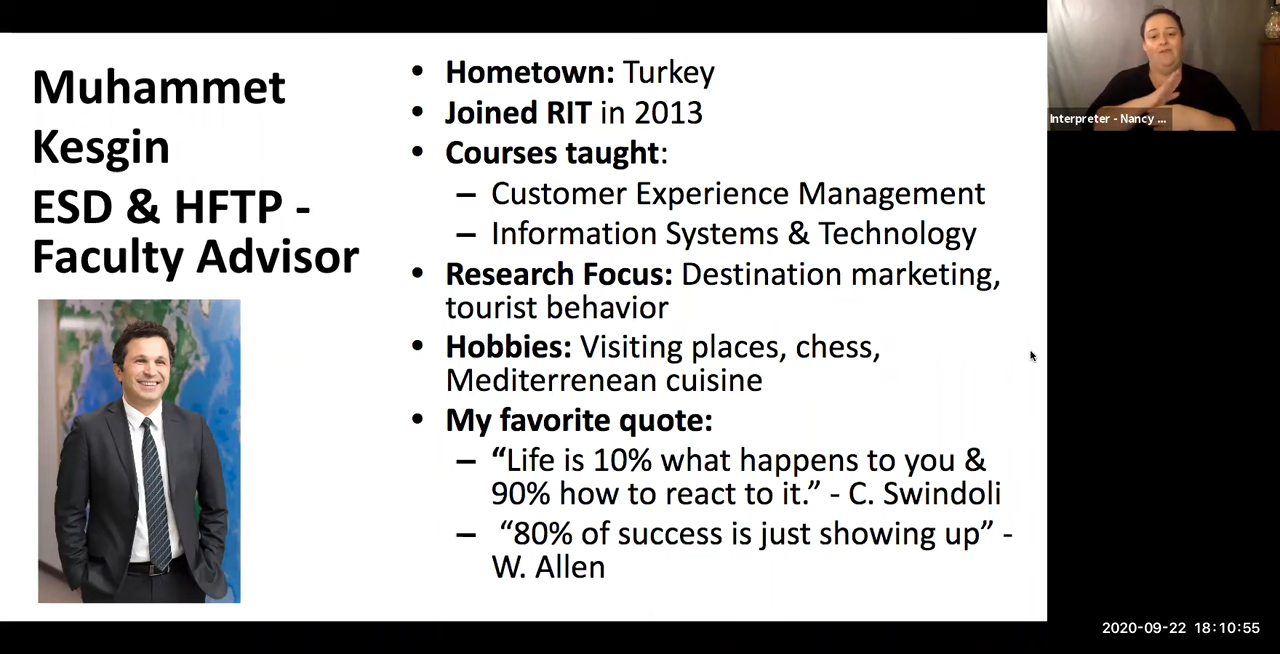 Muhammet
Kesgin
ESD & HFTP -
Faculty Advisor
• Hometown: Turkey
• Joined RIT in 2013
• Courses taught:
– Customer Experience Management
– Information Systems & Technology
• Research Focus: Destination marketing,
tourist behavior
• Hobbies: Visiting places, chess,
Mediterrenean cuisine
• My favorite quote:
– “Life is 10% what happens to you &
90% how to react to it.” - C. Swindoli
– “80% of success is just showing up” -
W. Allen
Interpreter - Nancy ...
2020-09-22 18:10:55